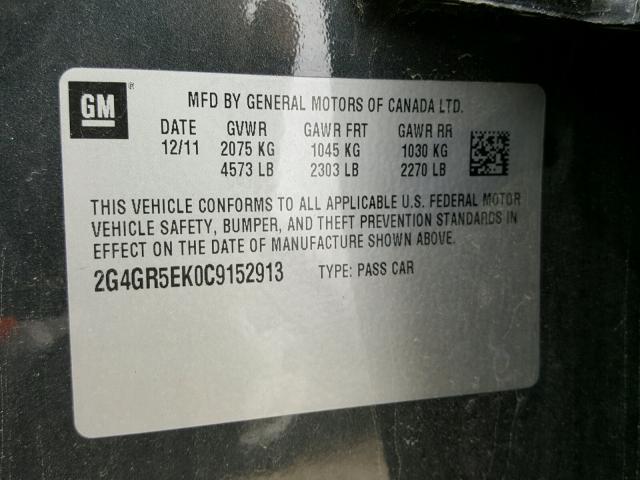 GM ®
MFD BY GENERAL MOTORS OF CANADA LTD.
DATE GVWR GAWR FRT GAWR RR
12/11 2075 KG 1045 KG 1030 KG
4573 LB 2303 LB 2270 LB
THIS VEHICLE CONFORMS TO ALL APPLICABLE U.S. FEDERAL MOTOR
VEHICLE SAFETY, BUMPER, AND THEFT PREVENTION STANDARDS IN
EFFECT ON THE DATE OF MANUFACTURE SHOWN ABOVE.
2G4GR5EK0C9152913 TYPE: PASS CAR